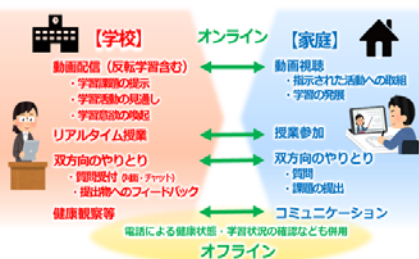 【学校】 オンライン 【家庭】
動画配信（反転学習含む） 動画視聴
・学習課題の提示 ・指示された活動への取組
・学習活動の見通し ・学習の発展
・学習意欲の喚起
リアルタイム授業 授業参加
双方向のやりとり 双方向のやりとり
・質問受付（動画・チャット） ・質問
・提出物へのフィードバック ・課題の提出
健康観察等 コミュニケーション
電話による健康状態・学習状況の確認なども併用
オフライン